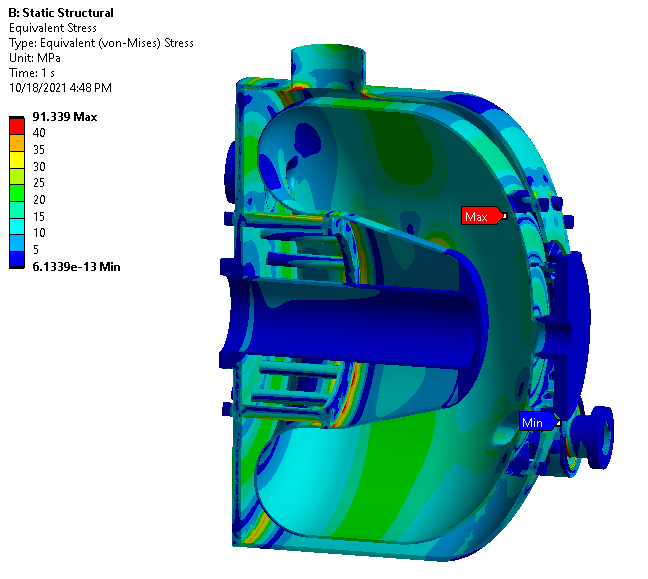 B: Static Structural
Equivalent Stress
Type: Equivalent (von-Mises) Stress
Unit: MPa
Time: 1 s
10/18/2021 4:48 PM
91.339 Max
40
35
30
25
20
15
10
5
6.1339e-13 Min
Max
Min